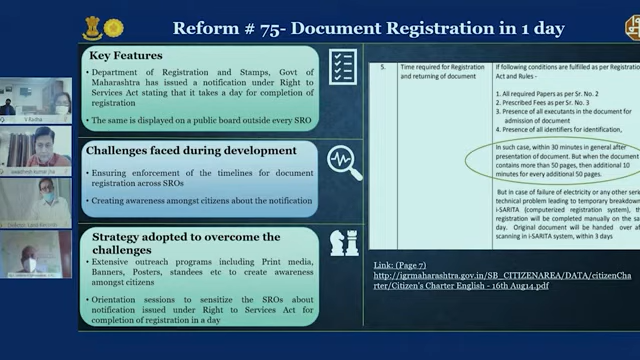 Reform # 75- Document Registration in 1 day
Key Features
Department of Registration and Stamps, Govt of
Maharashtra has issued a notification under Right to
Services Act stating that it takes a day for completion of
registration
The same is displayed on a public board outside every SRO
Challenges faced during development
Ensuring enforcement of the timelines for document
registration across SROs
Creating awareness amongst citizens about the notification
Strategy adopted to overcome the
challenges
Extensive outreach programs including Print media,
Banners, Posters, standees etc to create awareness
amongst citizens
Orientation sessions to sensitize the SROs about
notification issued under Right to Services Act for
completion of registration in a day
5.
Time required for Registration
and returning of document
If following conditions are fulfilled as per Registration
Act and Rules -
1. All required Papers as per Sr. No. 2
2. Prescribed Fees as per Sr. No. 3
3. Presence of all executants in the document for
admission of document
4. Presence of all identifiers for identification,
In such case, within 30 minutes in general after
presentation of document. But when the document
contains more than 50 pages, then additional 10
minutes for every additional 50 pages.
But in case of failure of electricity or any other
technical problem leading to temporary breakdown
i-SARITA (computerized registration system),
registration will be completed manually on the
day. Original document will be handed over
scanning in i-SARITA system, within 3 days
Link: (Page 7)
http://igrmaharashtra.gov.in/SB_CITIZENAREA/DATA/citizenCha
rter/Citizen's Charter English - 16th Aug14.pdf
S Radha